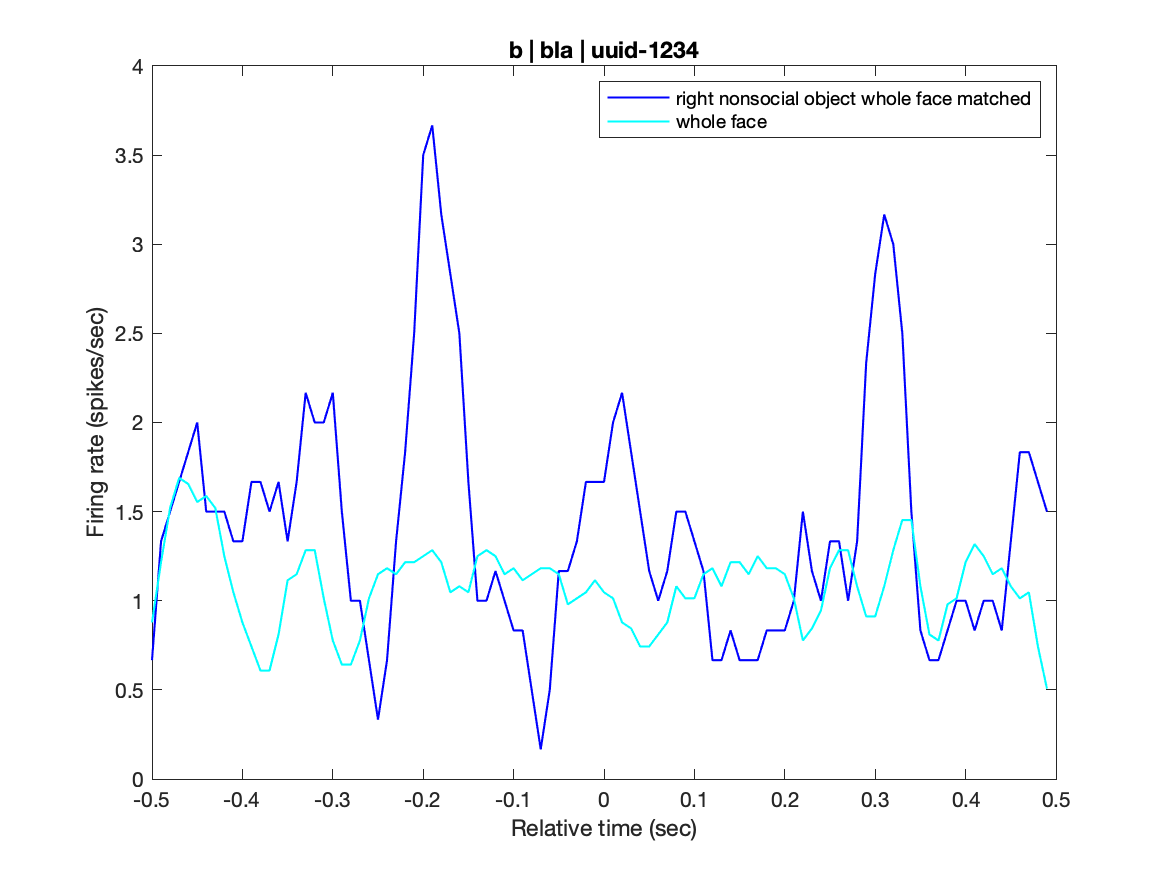 b | bla | uuid-1234
right nonsocial object whole face matched
whole face
4
3.5
3
2.5
2
1.5
1
0.5
0
Firing rate (spikes/sec)
-0.5 -0.4 -0.3 -0.2 -0.1 0 0.1 0.2 0.3 0.4 0.5
Relative time (sec)